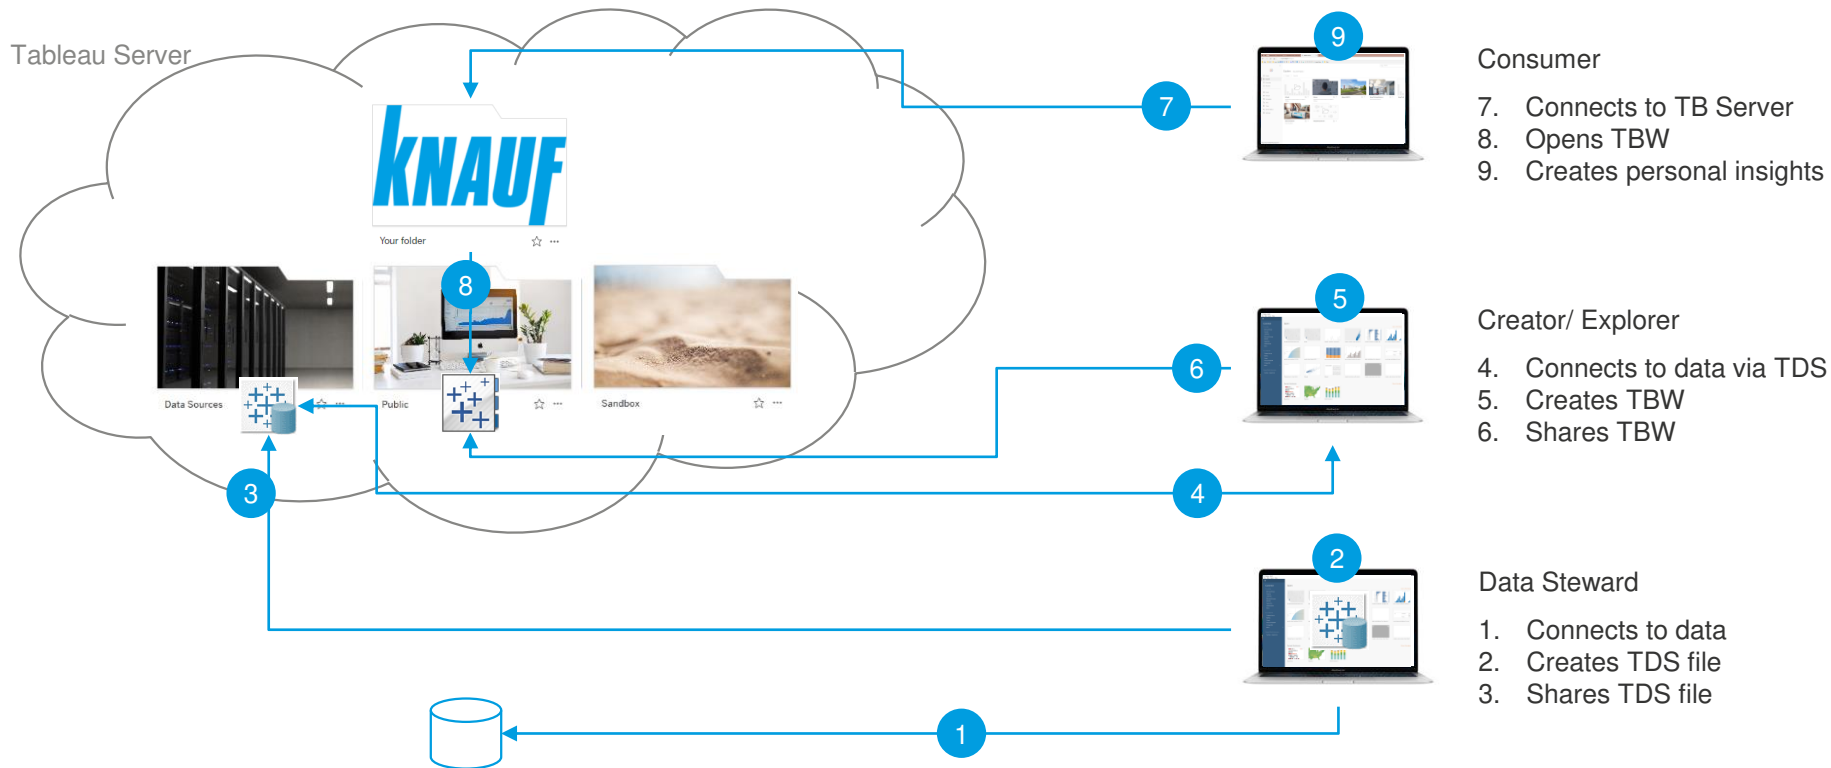 Tableau Server
KNAUF
Your folder
Data Sources
Public
Sandbox
9
Consumer
7. Connects to TB Server
8. Opens TBW
9. Creates personal insights
7
8
5
Creator/ Explorer
4. Connects to data via TDS
5. Creates TBW
6. Shares TBW
6
3
4
2
Data Steward
1. Connects to data
2. Creates TDS file
3. Shares TDS file
1